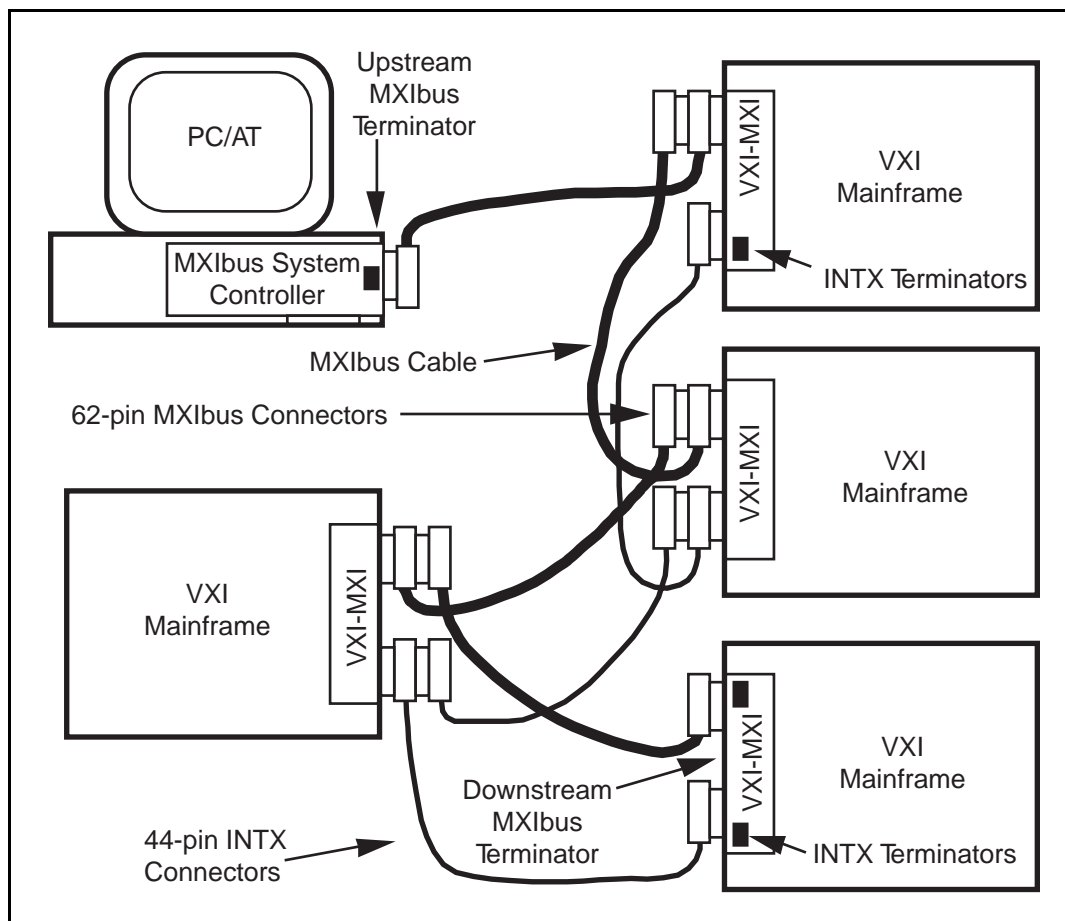 Upstream
MXIbus
Terminator
PC/AT
MXIbus System
Controller
VXI-MXI
VXI
Mainframe
INTX Terminators
MXIbus Cable
62-pin MXIbus Connectors
VXI-MXI
VXI
Mainframe
VXI
Mainframe
VXI-MXI
VXI-MXI
VXI
Mainframe
Downstream
MXIbus
Terminator
44-pin INTX
Connectors
INTX Terminators